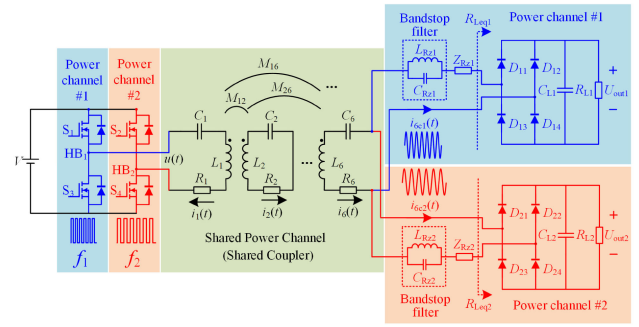 Power channel #1
Power channel #2
S1
S2
HB1
HB2
S3
S4
f1
f2
u(t)
M16
M12
M26
...
C1
C2
C6
L1
L2
...
L6
R1
R2
R6
i1(t)
i2(t)
i6(t)
Shared Power Channel
(Shared Coupler)
Bandstop
filter
RLeq1
Power channel #1
LRz1
CRz1
ZRz1
D11
D12
D13
D14
CL1
RL1
+
Uout1
−
i6c1(t)
i6c2(t)
LRz2
CRz2
ZRz2
D21
D22
D23
D24
CL2
RL2
+
Uout2
−
Bandstop
filter
RLeq2
Power channel #2